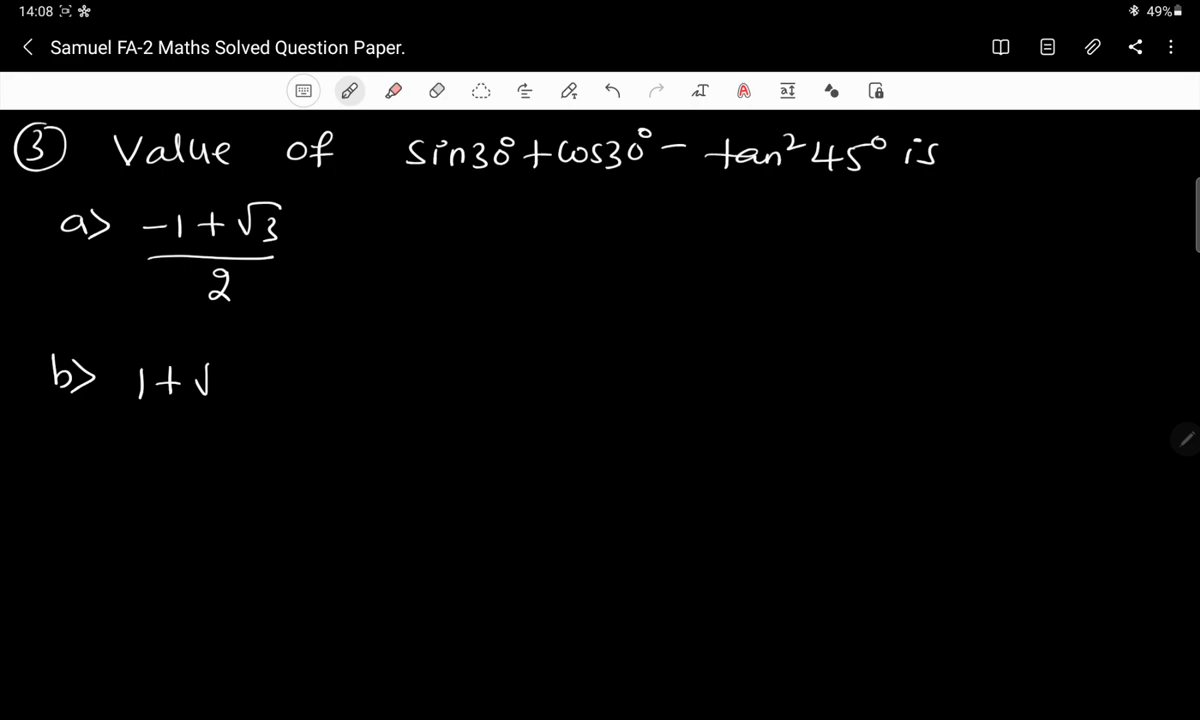 14:08 49%
Samuel FA-2 Maths Solved Question Paper.
③ Value of sin30°+cos30°- tan²45° is
a> -1+√3
2
b> 1+√